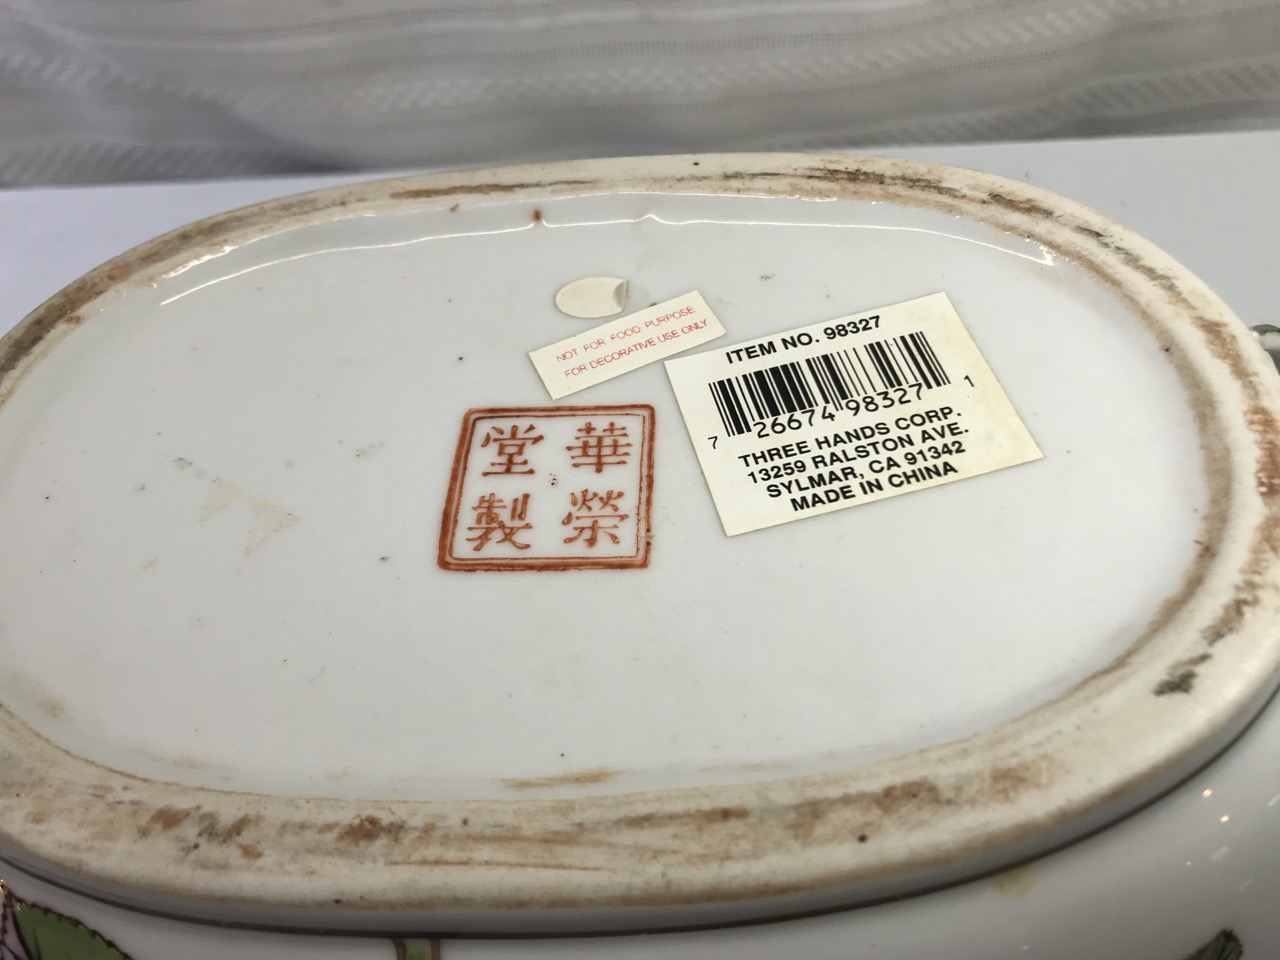 NOT FOR FOOD PURPOSE
FOR DECORATIVE USE ONLY
ITEM NO. 98327
7 26674 98327 1
THREE HANDS CORP.
13259 RALSTON AVE.
SYLMAR, CA 91342
MADE IN CHINA
華榮
堂製